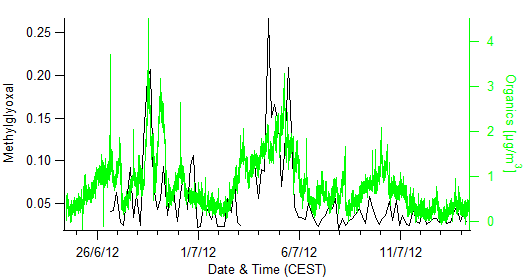 0.25
0.20
0.15
0.10
0.05
Methylglyoxal
4
3
2
1
0
Organics [µg/m³]
26/6/12 1/7/12 6/7/12 11/7/12
Date & Time (CEST)